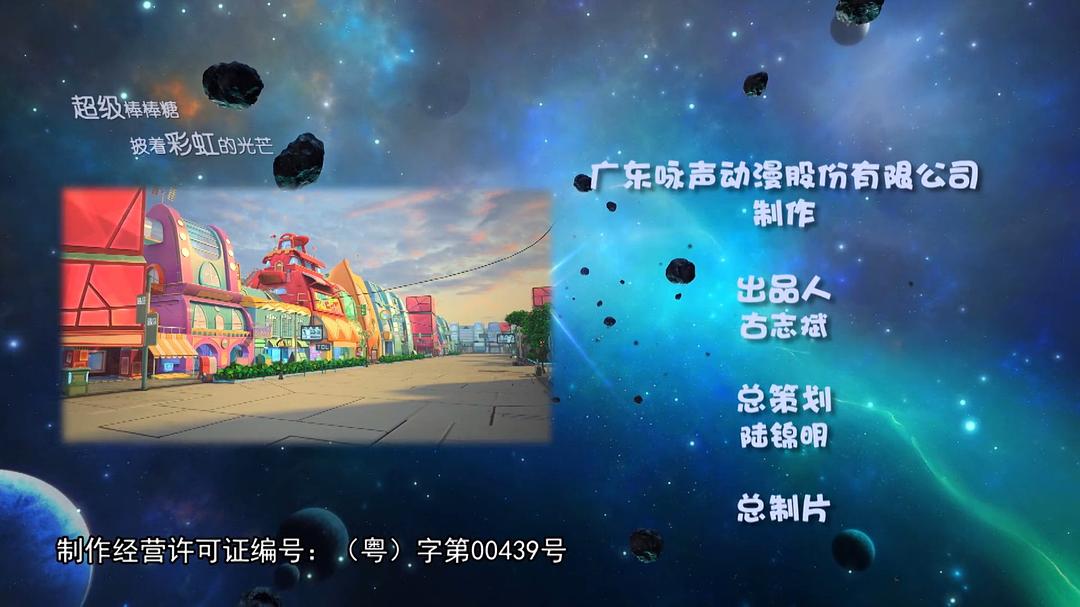 超级棒棒糖
披着彩虹的光芒
广东咏声动漫股份有限公司
制作
出品人
古志斌
总策划
陆锦明
总制片
制作经营许可证编号：（粤）字第00439号